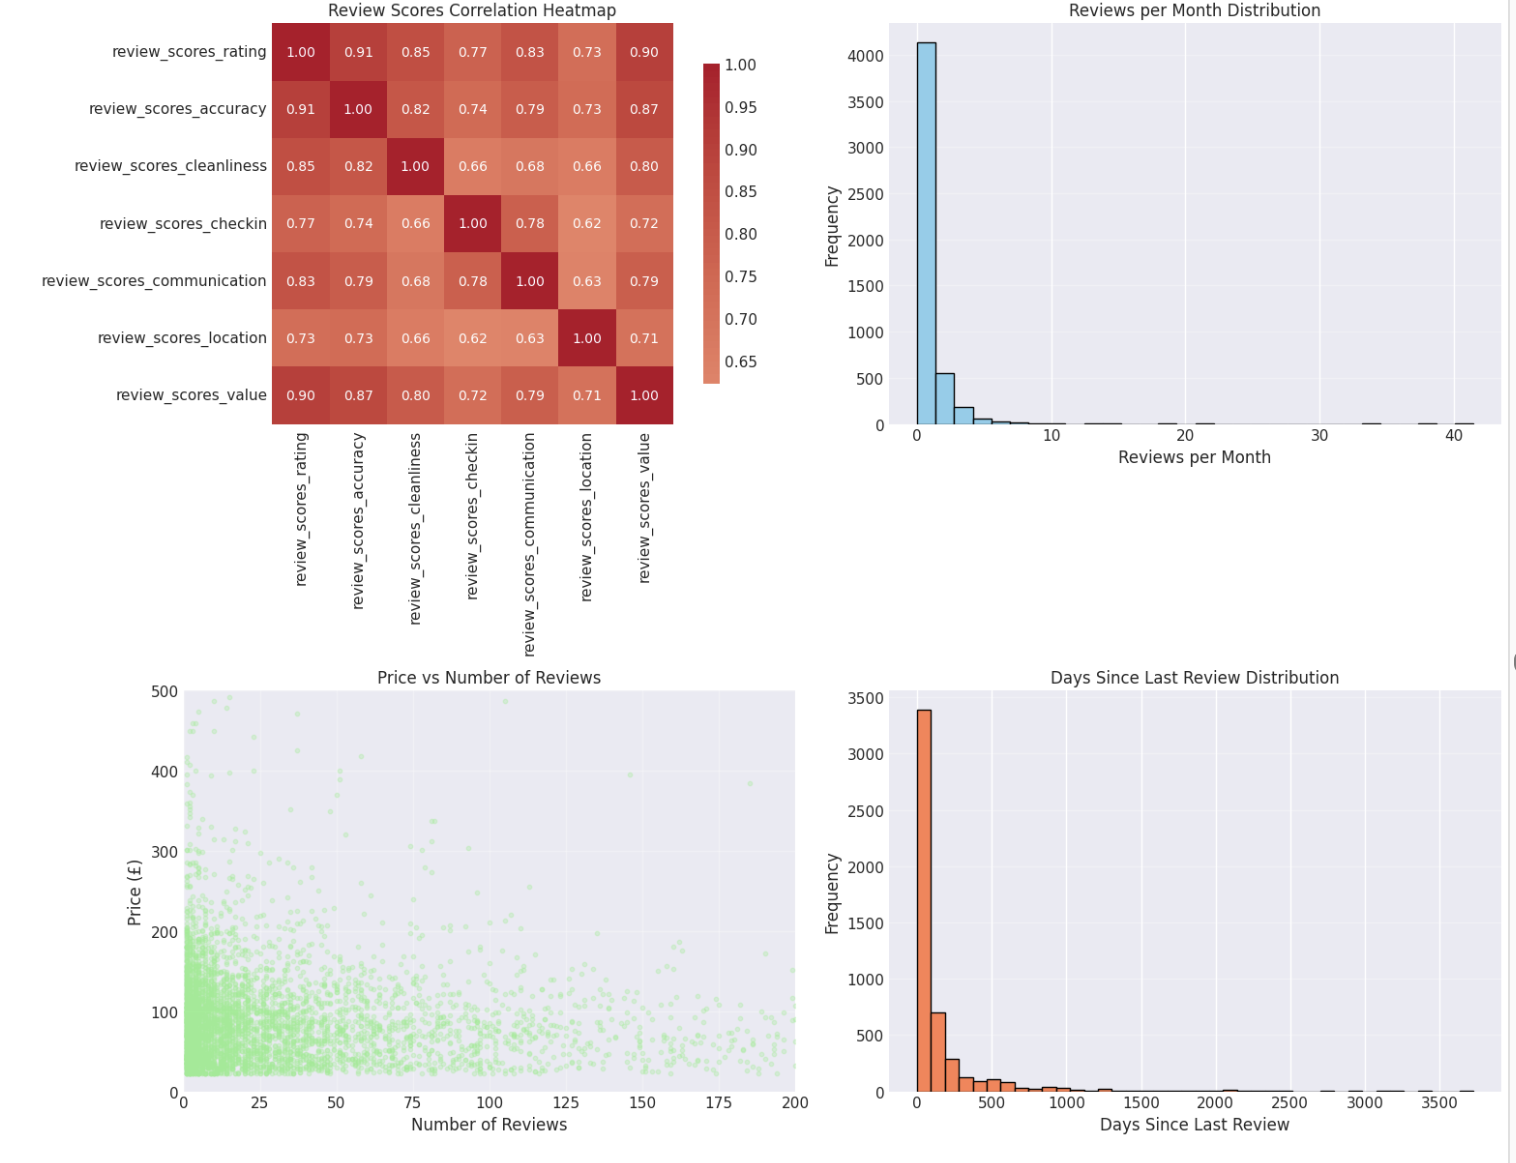 Review Scores Correlation Heatmap
review_scores_rating 1.00 0.91 0.85 0.77 0.83 0.73 0.90
review_scores_accuracy 0.91 1.00 0.82 0.74 0.79 0.73 0.87
review_scores_cleanliness 0.85 0.82 1.00 0.66 0.68 0.66 0.80
review_scores_checkin 0.77 0.74 0.66 1.00 0.78 0.62 0.72
review_scores_communication 0.83 0.79 0.68 0.78 1.00 0.63 0.79
review_scores_location 0.73 0.73 0.66 0.62 0.63 1.00 0.71
review_scores_value 0.90 0.87 0.80 0.72 0.79 0.71 1.00
review_scores_rating
review_scores_accuracy
review_scores_cleanliness
review_scores_checkin
review_scores_communication
review_scores_location
review_scores_value
1.00
0.95
0.90
0.85
0.80
0.75
0.70
0.65
Reviews per Month Distribution
Frequency
4000
3500
3000
2500
2000
1500
1000
500
0
0 10 20 30 40
Reviews per Month
Price vs Number of Reviews
Price (£)
500
400
300
200
100
0
0 25 50 75 100 125 150 175 200
Number of Reviews
Days Since Last Review Distribution
Frequency
3500
3000
2500
2000
1500
1000
500
0
0 500 1000 1500 2000 2500 3000 3500
Days Since Last Review